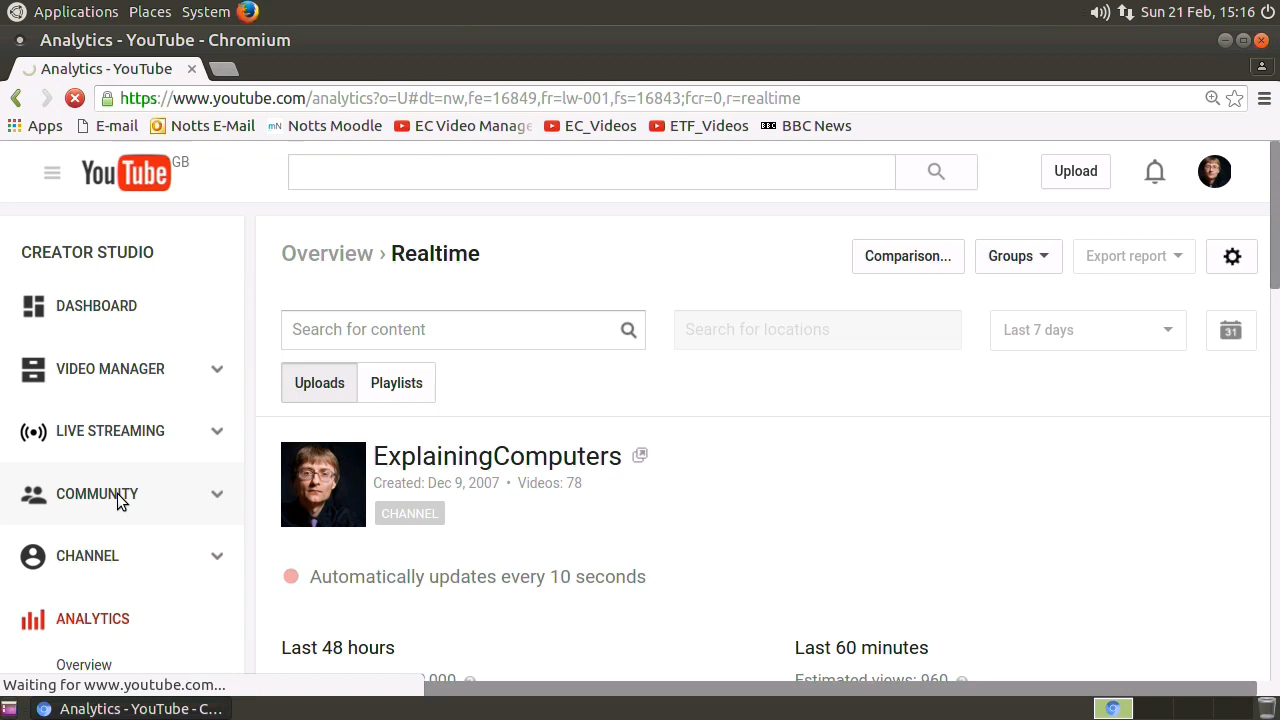 Applications Places System
Sun 21 Feb, 15:16
Analytics - YouTube - Chromium
Analytics - YouTube
https://www.youtube.com/analytics?o=U#dt=nw,fe=16849,fr=lw-001,fs=16843;fcr=0,r=realtime
Apps E-mail Notts E-Mail Notts Moodle EC Video Manage EC_Videos ETF_Videos BBC News
YouTube GB
Upload
CREATOR STUDIO
Overview › Realtime
Comparison... Groups Export report
DASHBOARD
Search for content
Search for locations
Last 7 days
31
VIDEO MANAGER
Uploads Playlists
LIVE STREAMING
ExplainingComputers
Created: Dec 9, 2007 • Videos: 78
COMMUNITY
CHANNEL
CHANNEL
Automatically updates every 10 seconds
ANALYTICS
Last 48 hours
Last 60 minutes
Overview
Estimated views: 960
Waiting for www.youtube.com...
Analytics - YouTube - C...